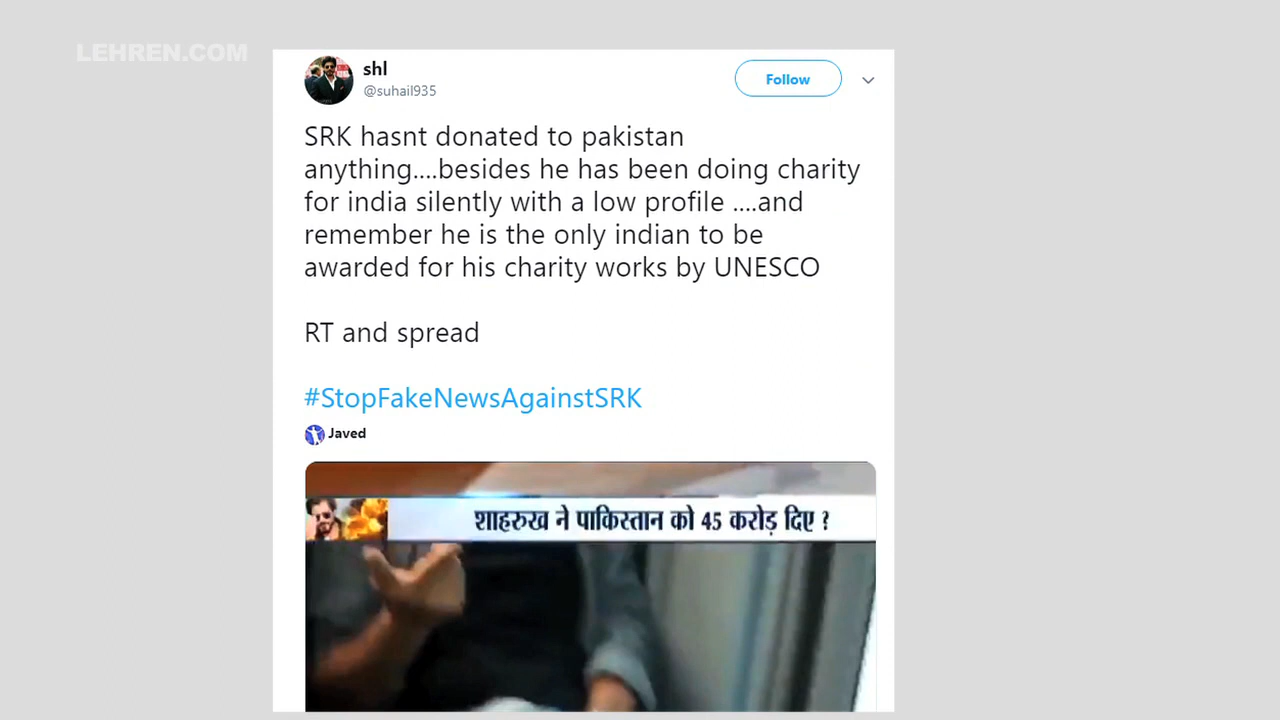 LEHREN.COM
shl
@suhail935
Follow
SRK hasnt donated to pakistan
anything....besides he has been doing charity
for india silently with a low profile ....and
remember he is the only indian to be
awarded for his charity works by UNESCO
RT and spread
#StopFakeNewsAgainstSRK
Javed
शाहरुख ने पाकिस्तान को 45 करोड़ दिए ?